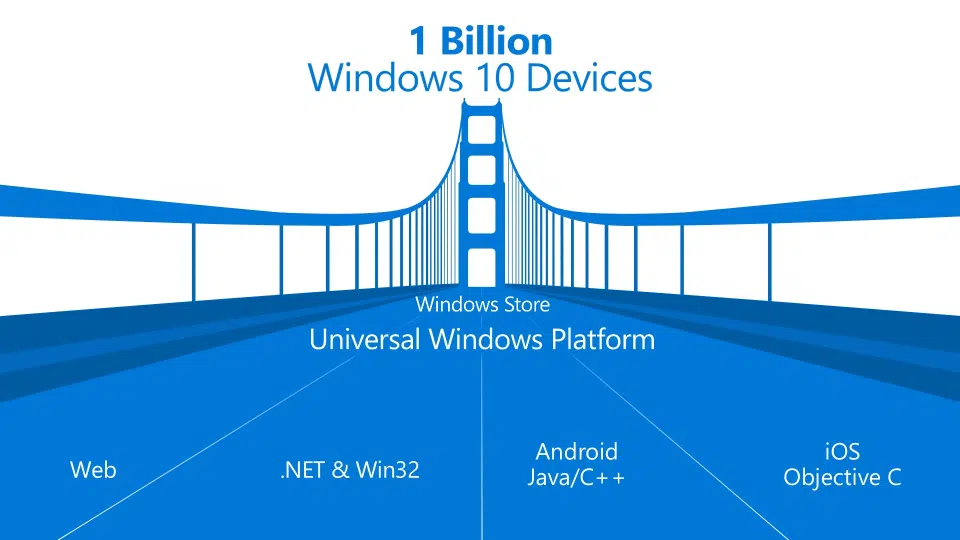 1 Billion
Windows 10 Devices
Windows Store
Universal Windows Platform
Web
.NET & Win32
Android
Java/C++
iOS
Objective C